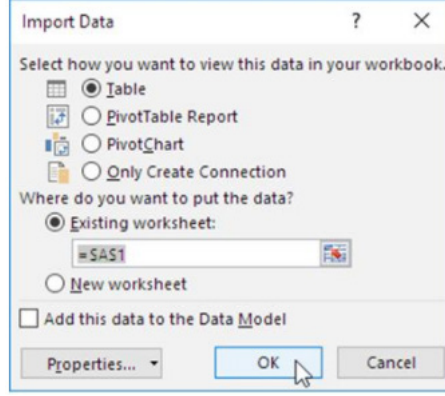 Import Data ?
Select how you want to view this data in your workbook.
Table
PivotTable Report
PivotChart
Only Create Connection
Where do you want to put the data?
Existing worksheet:
=$A$1
New worksheet
Add this data to the Data Model
Properties...
OK
Cancel